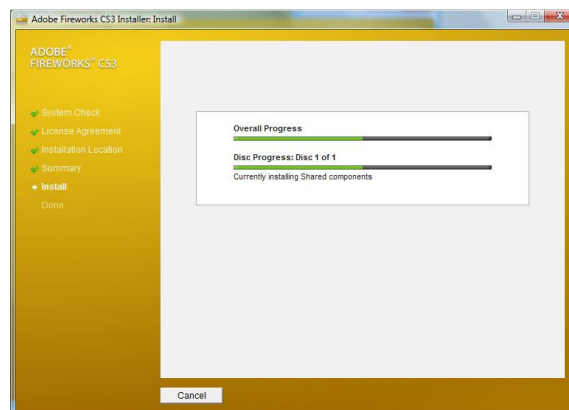 Adobe Fireworks CS3 Installer: Install
ADOBE®
FIREWORKS® CS3
System Check
License Agreement
Installation Location
Summary
Install
Done
Overall Progress
Disc Progress: Disc 1 of 1
Currently installing Shared components
Cancel